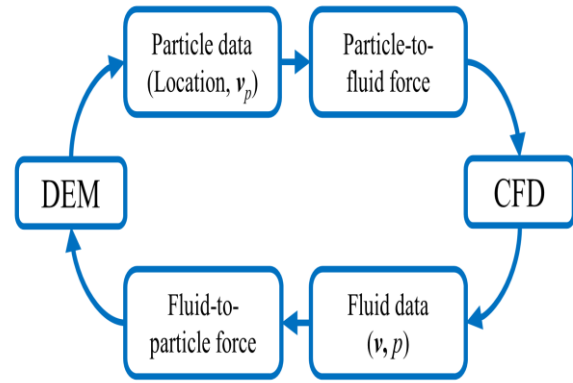 Particle data
(Location, vₚ)
Particle-to-
fluid force
DEM
CFD
Fluid-to-
particle force
Fluid data
(v, p)